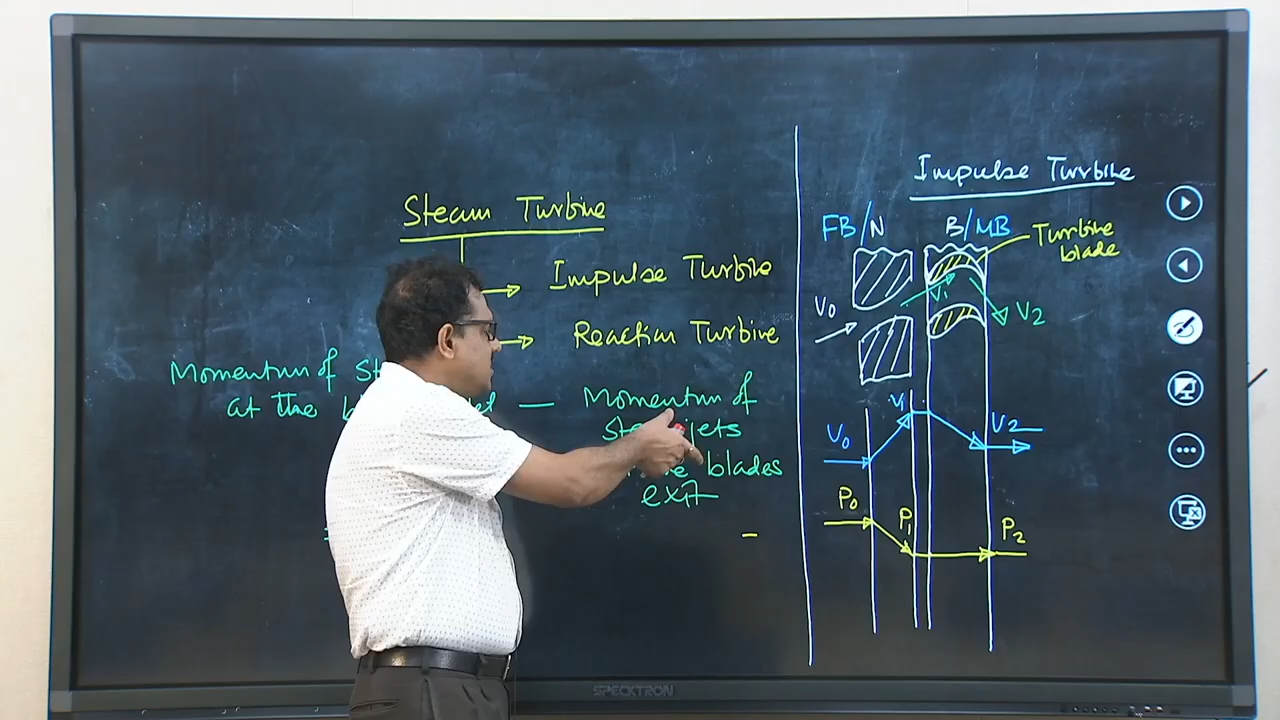 Steam Turbine
Impulse Turbine
Reaction Turbine
Momentum of
at the
—
Momentum of
jets
blades
exit
=
–
Impulse Turbine
FB/N
B/MB
Turbine
blade
V0
V1
V2
V0
V1
V2
P0
P1
P2
SPECKTRON